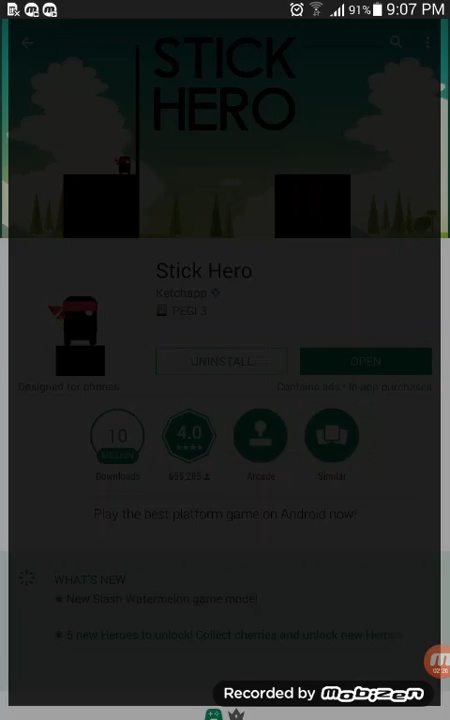 91% 9:07 PM
STICK
HERO
Stick Hero
Ketchapp
PEGI 3
UNINSTALL
OPEN
Designed for phones
Contains ads • In-app purchases
10
MILLION
4.0
Downloads
Arcade
Similar
Play the best platform game on Android now!
WHAT'S NEW
✷ New Slash Watermelon game mode!
✷ 5 new Heroes to unlock! Collect cherries and unlock new Heroes
Recorded by MOBIZEN